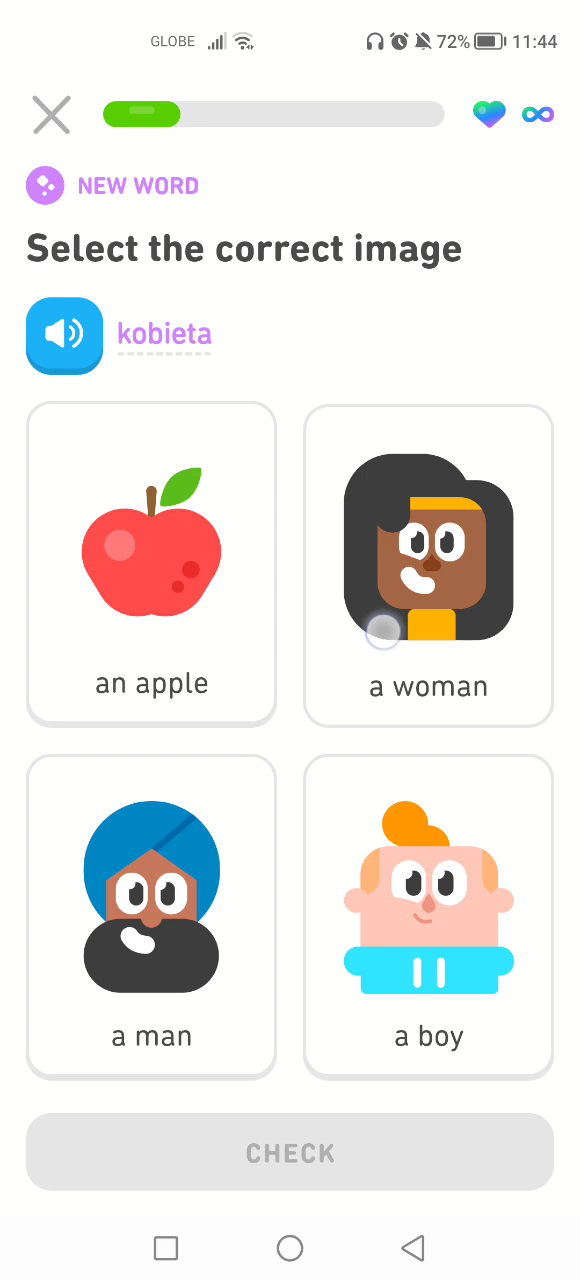 GLOBE 72% 11:44
NEW WORD
Select the correct image
kobieta
an apple
a woman
a man
a boy
CHECK